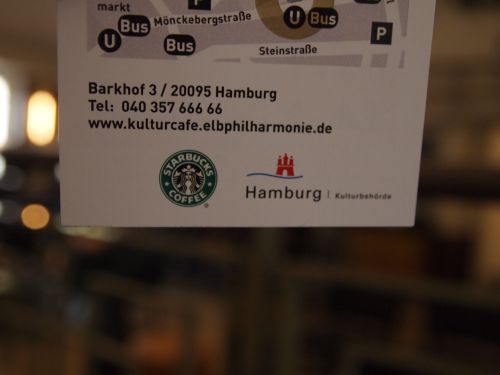 markt
Bus
Mönckebergstraße
P
U Bus
P
U
Bus
Steinstraße
Barkhof 3 / 20095 Hamburg
Tel: 040 357 666 66
www.kulturcafe.elbphilharmonie.de
STARBUCKS
COFFEE
®
Hamburg | Kulturbehörde